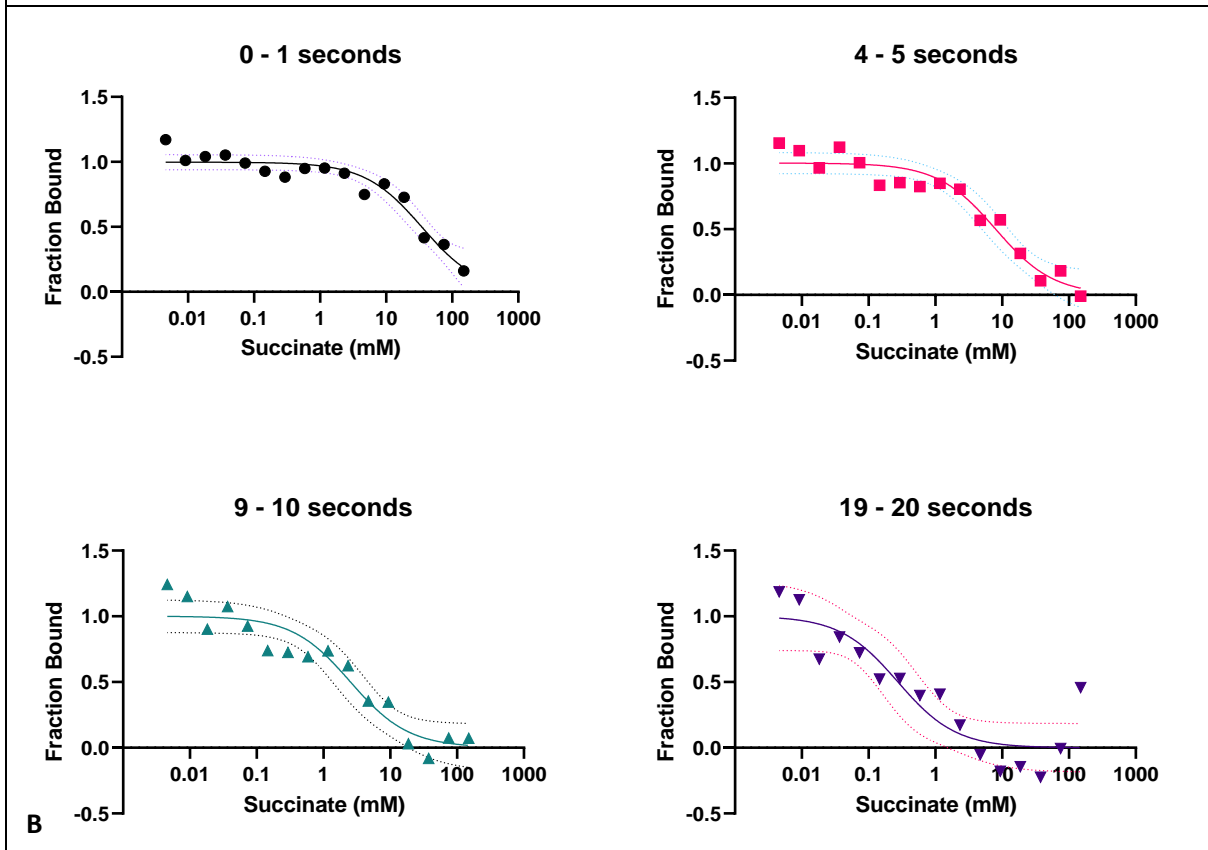 0 - 1 seconds
Fraction Bound
1.5
1.0
0.5
0.0
-0.5
0.01 0.1 1 10 100 1000
Succinate (mM)
4 - 5 seconds
Fraction Bound
1.5
1.0
0.5
0.0
-0.5
0.01 0.1 1 10 100 1000
Succinate (mM)
9 - 10 seconds
Fraction Bound
1.5
1.0
0.5
0.0
-0.5
0.01 0.1 1 10 100 1000
Succinate (mM)
19 - 20 seconds
Fraction Bound
1.5
1.0
0.5
0.0
-0.5
0.01 0.1 1 10 100 1000
Succinate (mM)
B